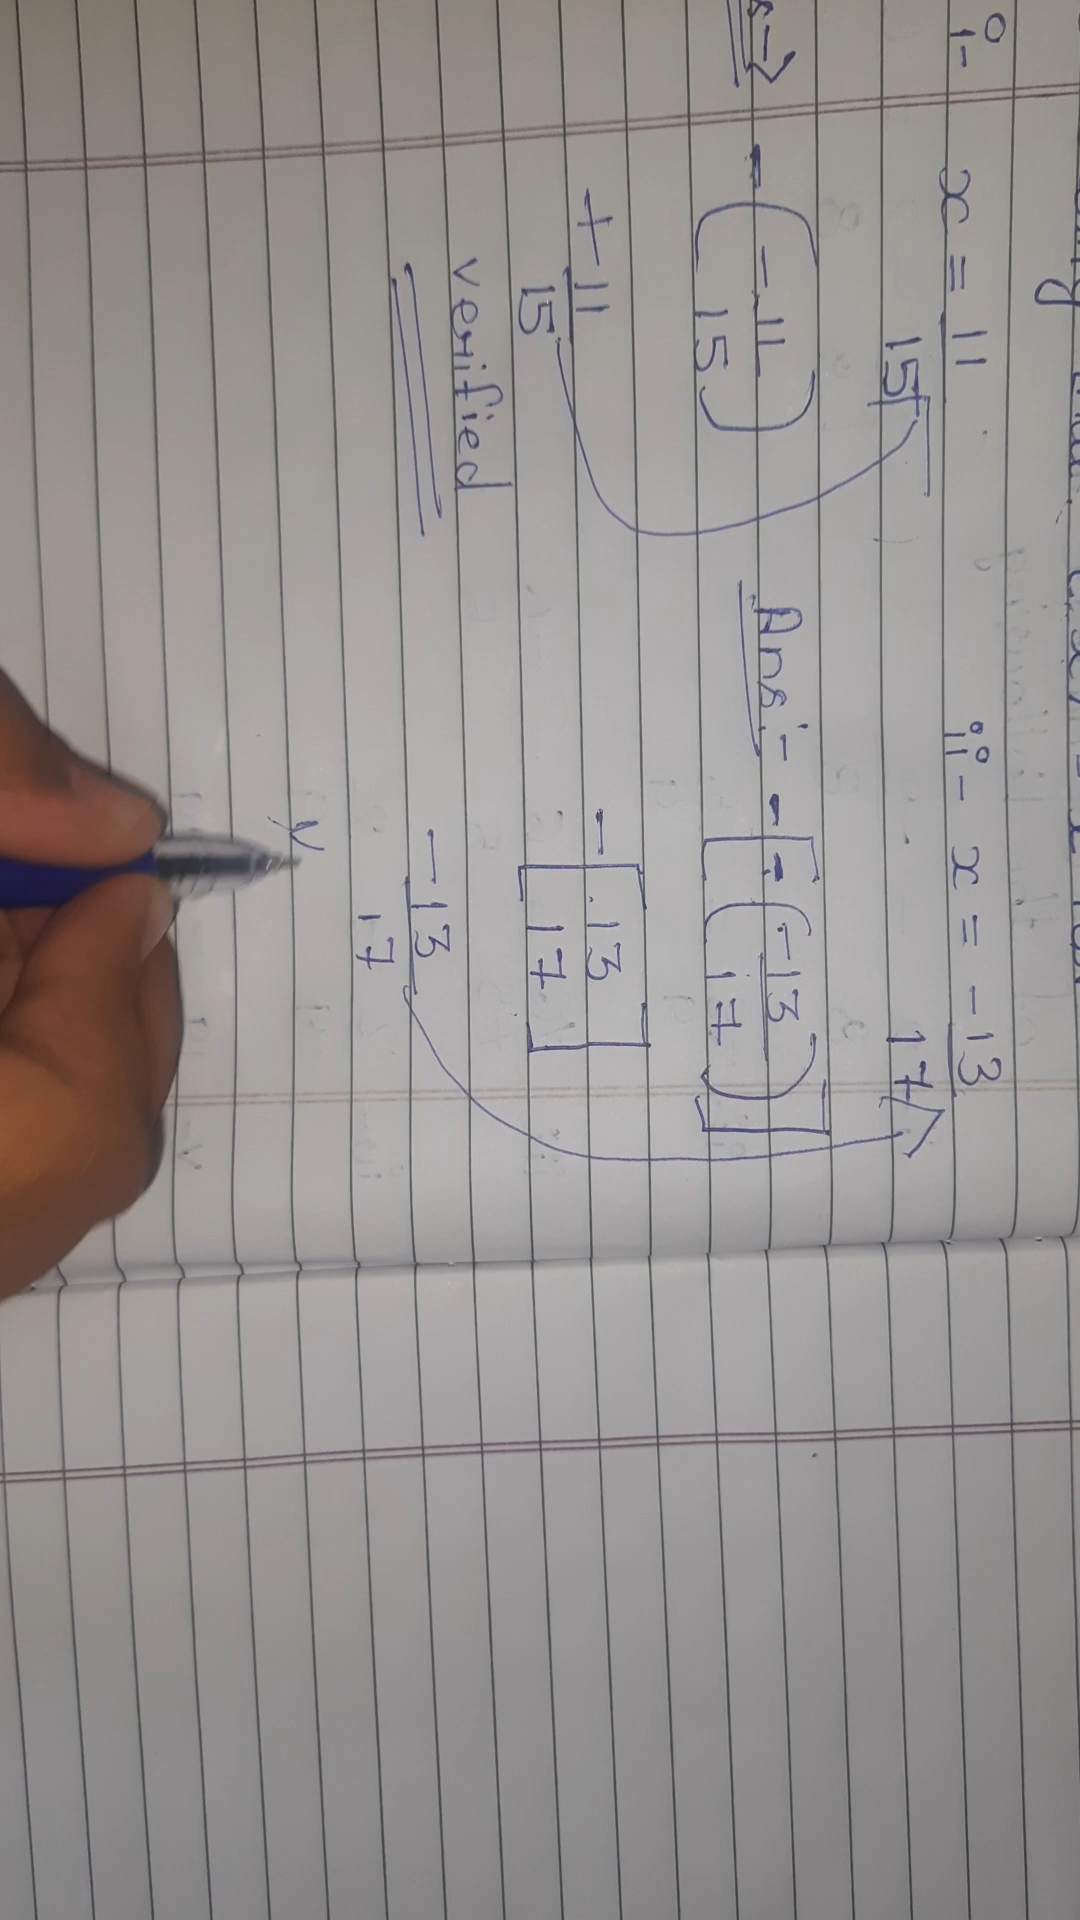 i- x = 11/15 ii- x = -13/17
Ans:- -[-(-13/17)]
-(-11/15)
+11/15 -[13/17]
verified -13/17
v